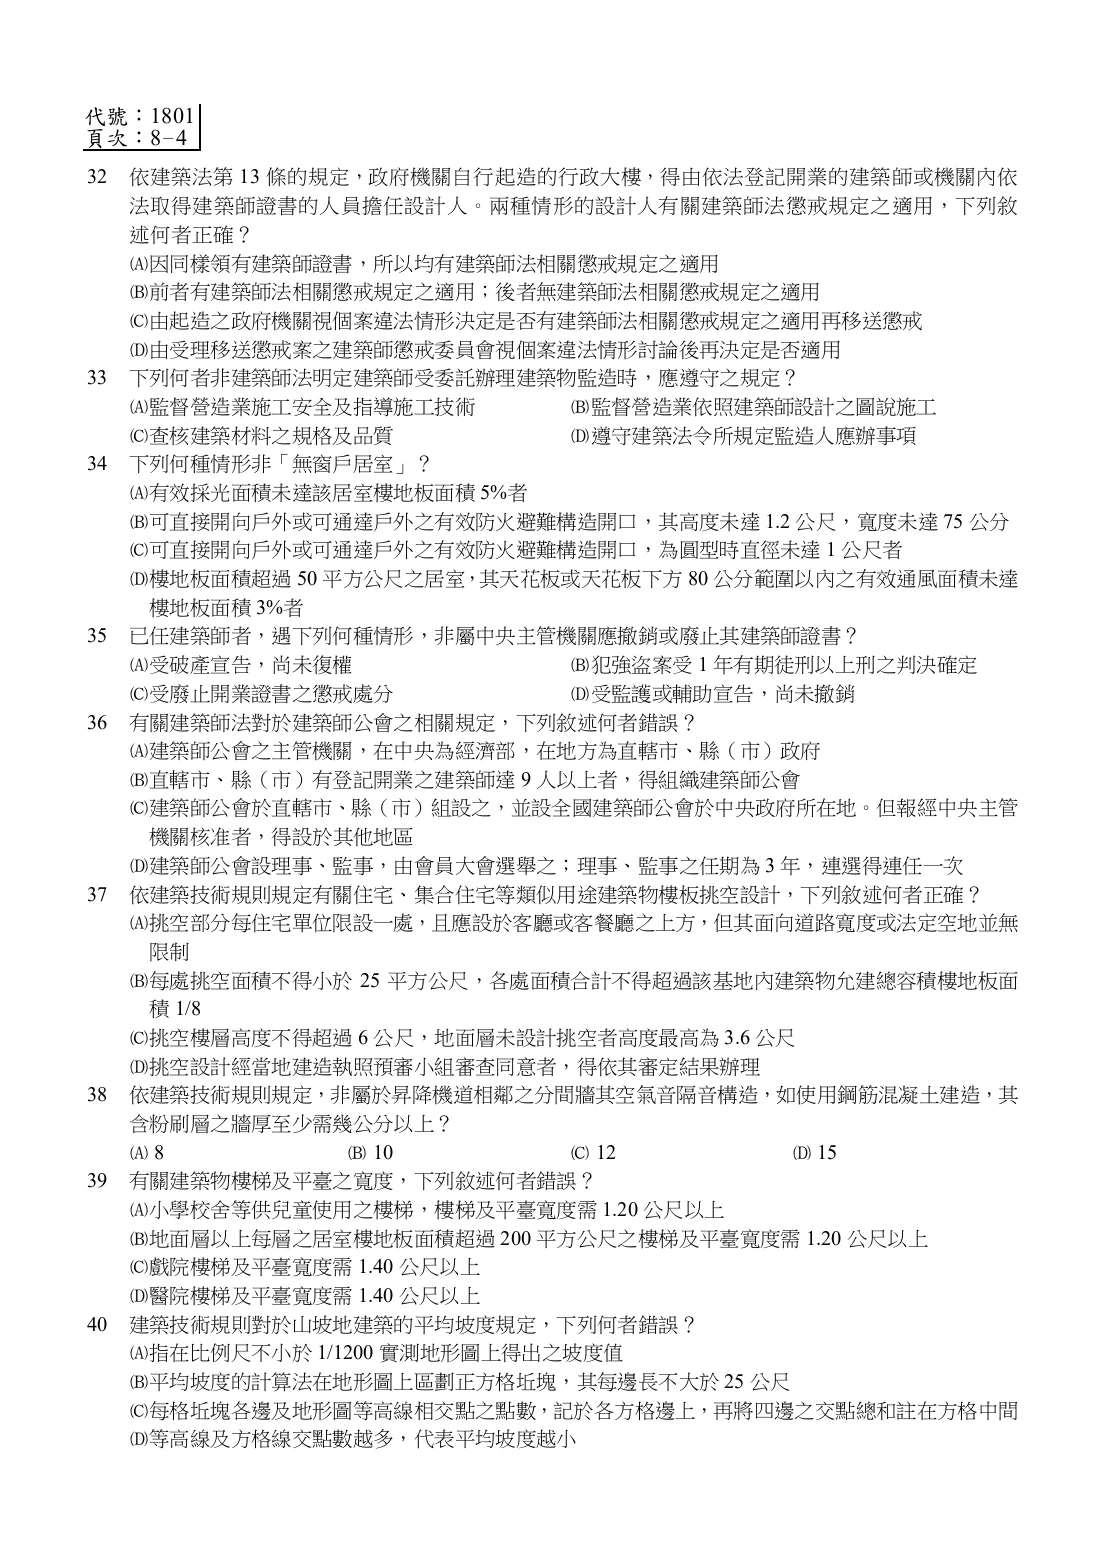 代號：1801
頁次：8－4
32 依建築法第 13 條的規定，政府機關自行起造的行政大樓，得由依法登記開業的建築師或機關內依
法取得建築師證書的人員擔任設計人。兩種情形的設計人有關建築師法懲戒規定之適用，下列敘
述何者正確？
(A)因同樣領有建築師證書，所以均有建築師法相關懲戒規定之適用
(B)前者有建築師法相關懲戒規定之適用；後者無建築師法相關懲戒規定之適用
(C)由起造之政府機關視個案違法情形決定是否有建築師法相關懲戒規定之適用再移送懲戒
(D)由受理移送懲戒案之建築師懲戒委員會視個案違法情形討論後再決定是否適用
33 下列何者非建築師法明定建築師受委託辦理建築物監造時，應遵守之規定？
(A)監督營造業施工安全及指導施工技術 (B)監督營造業依照建築師設計之圖說施工
(C)查核建築材料之規格及品質 (D)遵守建築法令所規定監造人應辦事項
34 下列何種情形非「無窗戶居室」？
(A)有效採光面積未達該居室樓地板面積 5%者
(B)可直接開向戶外或可通達戶外之有效防火避難構造開口，其高度未達 1.2 公尺，寬度未達 75 公分
(C)可直接開向戶外或可通達戶外之有效防火避難構造開口，為圓型時直徑未達 1 公尺者
(D)樓地板面積超過 50 平方公尺之居室，其天花板或天花板下方 80 公分範圍以內之有效通風面積未達
樓地板面積 3%者
35 已任建築師者，遇下列何種情形，非屬中央主管機關應撤銷或廢止其建築師證書？
(A)受破產宣告，尚未復權 (B)犯強盜案受 1 年有期徒刑以上刑之判決確定
(C)受廢止開業證書之懲戒處分 (D)受監護或輔助宣告，尚未撤銷
36 有關建築師法對於建築師公會之相關規定，下列敘述何者錯誤？
(A)建築師公會之主管機關，在中央為經濟部，在地方為直轄市、縣（市）政府
(B)直轄市、縣（市）有登記開業之建築師達 9 人以上者，得組織建築師公會
(C)建築師公會於直轄市、縣（市）組設之，並設全國建築師公會於中央政府所在地。但報經中央主管
機關核准者，得設於其他地區
(D)建築師公會設理事、監事，由會員大會選舉之；理事、監事之任期為 3 年，連選得連任一次
37 依建築技術規則規定有關住宅、集合住宅等類似用途建築物樓板挑空設計，下列敘述何者正確？
(A)挑空部分每住宅單位限設一處，且應設於客廳或客餐廳之上方，但其面向道路寬度或法定空地並無
限制
(B)每處挑空面積不得小於 25 平方公尺，各處面積合計不得超過該基地內建築物允建總容積樓地板面
積 1/8
(C)挑空樓層高度不得超過 6 公尺，地面層未設計挑空者高度最高為 3.6 公尺
(D)挑空設計經當地建造執照預審小組審查同意者，得依其審定結果辦理
38 依建築技術規則規定，非屬於昇降機道相鄰之分間牆其空氣音隔音構造，如使用鋼筋混凝土建造，其
含粉刷層之牆厚至少需幾公分以上？
(A) 8 (B) 10 (C) 12 (D) 15
39 有關建築物樓梯及平臺之寬度，下列敘述何者錯誤？
(A)小學校舍等供兒童使用之樓梯，樓梯及平臺寬度需 1.20 公尺以上
(B)地面層以上每層之居室樓地板面積超過 200 平方公尺之樓梯及平臺寬度需 1.20 公尺以上
(C)戲院樓梯及平臺寬度需 1.40 公尺以上
(D)醫院樓梯及平臺寬度需 1.40 公尺以上
40 建築技術規則對於山坡地建築的平均坡度規定，下列何者錯誤？
(A)指在比例尺不小於 1/1200 實測地形圖上得出之坡度值
(B)平均坡度的計算法在地形圖上區劃正方格坵塊，其每邊長不大於 25 公尺
(C)每格坵塊各邊及地形圖等高線相交點之點數，記於各方格邊上，再將四邊之交點總和註在方格中間
(D)等高線及方格線交點數越多，代表平均坡度越小